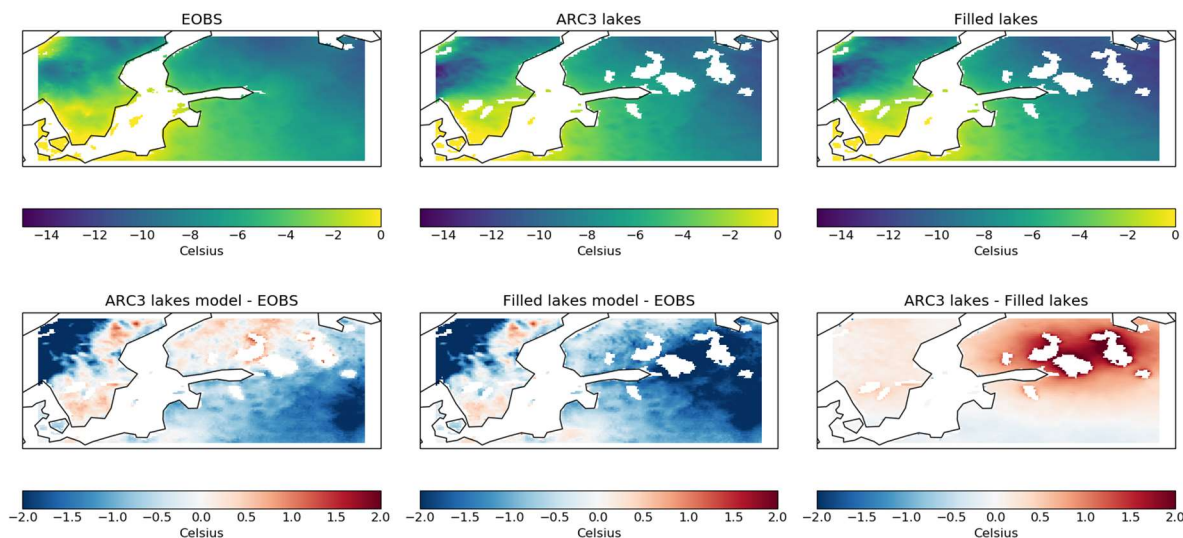 EOBS
ARC3 lakes
Filled lakes
−14 −12 −10 −8 −6 −4 −2 0
Celsius
−14 −12 −10 −8 −6 −4 −2 0
Celsius
−14 −12 −10 −8 −6 −4 −2 0
Celsius
ARC3 lakes model - EOBS
Filled lakes model - EOBS
ARC3 lakes - Filled lakes
−2.0 −1.5 −1.0 −0.5 0.0 0.5 1.0 1.5 2.0
Celsius
−2.0 −1.5 −1.0 −0.5 0.0 0.5 1.0 1.5 2.0
Celsius
−2.0 −1.5 −1.0 −0.5 0.0 0.5 1.0 1.5 2.0
Celsius